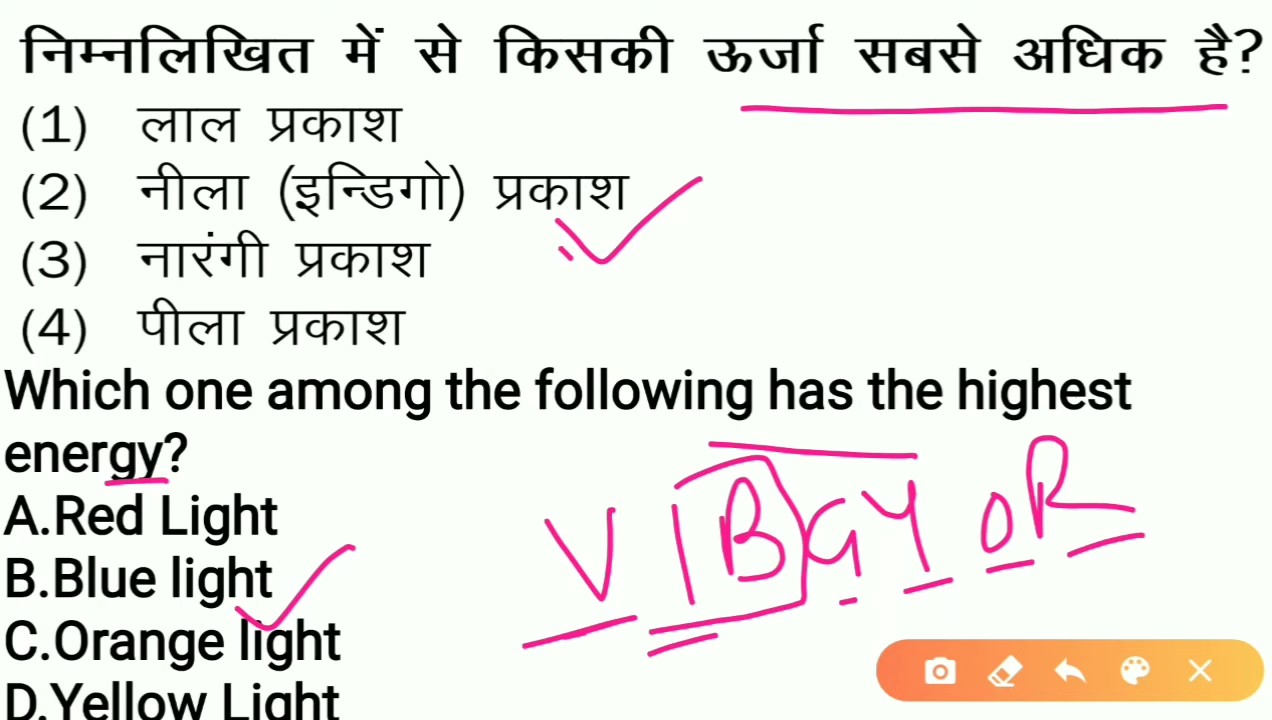 निम्नलिखित में से किसकी ऊर्जा सबसे अधिक है?
(1) लाल प्रकाश
(2) नीला (इन्डिगो) प्रकाश
(3) नारंगी प्रकाश
(4) पीला प्रकाश
Which one among the following has the highest
energy?
A.Red Light
B.Blue light
C.Orange light
D.Yellow Light
V I B G Y O R